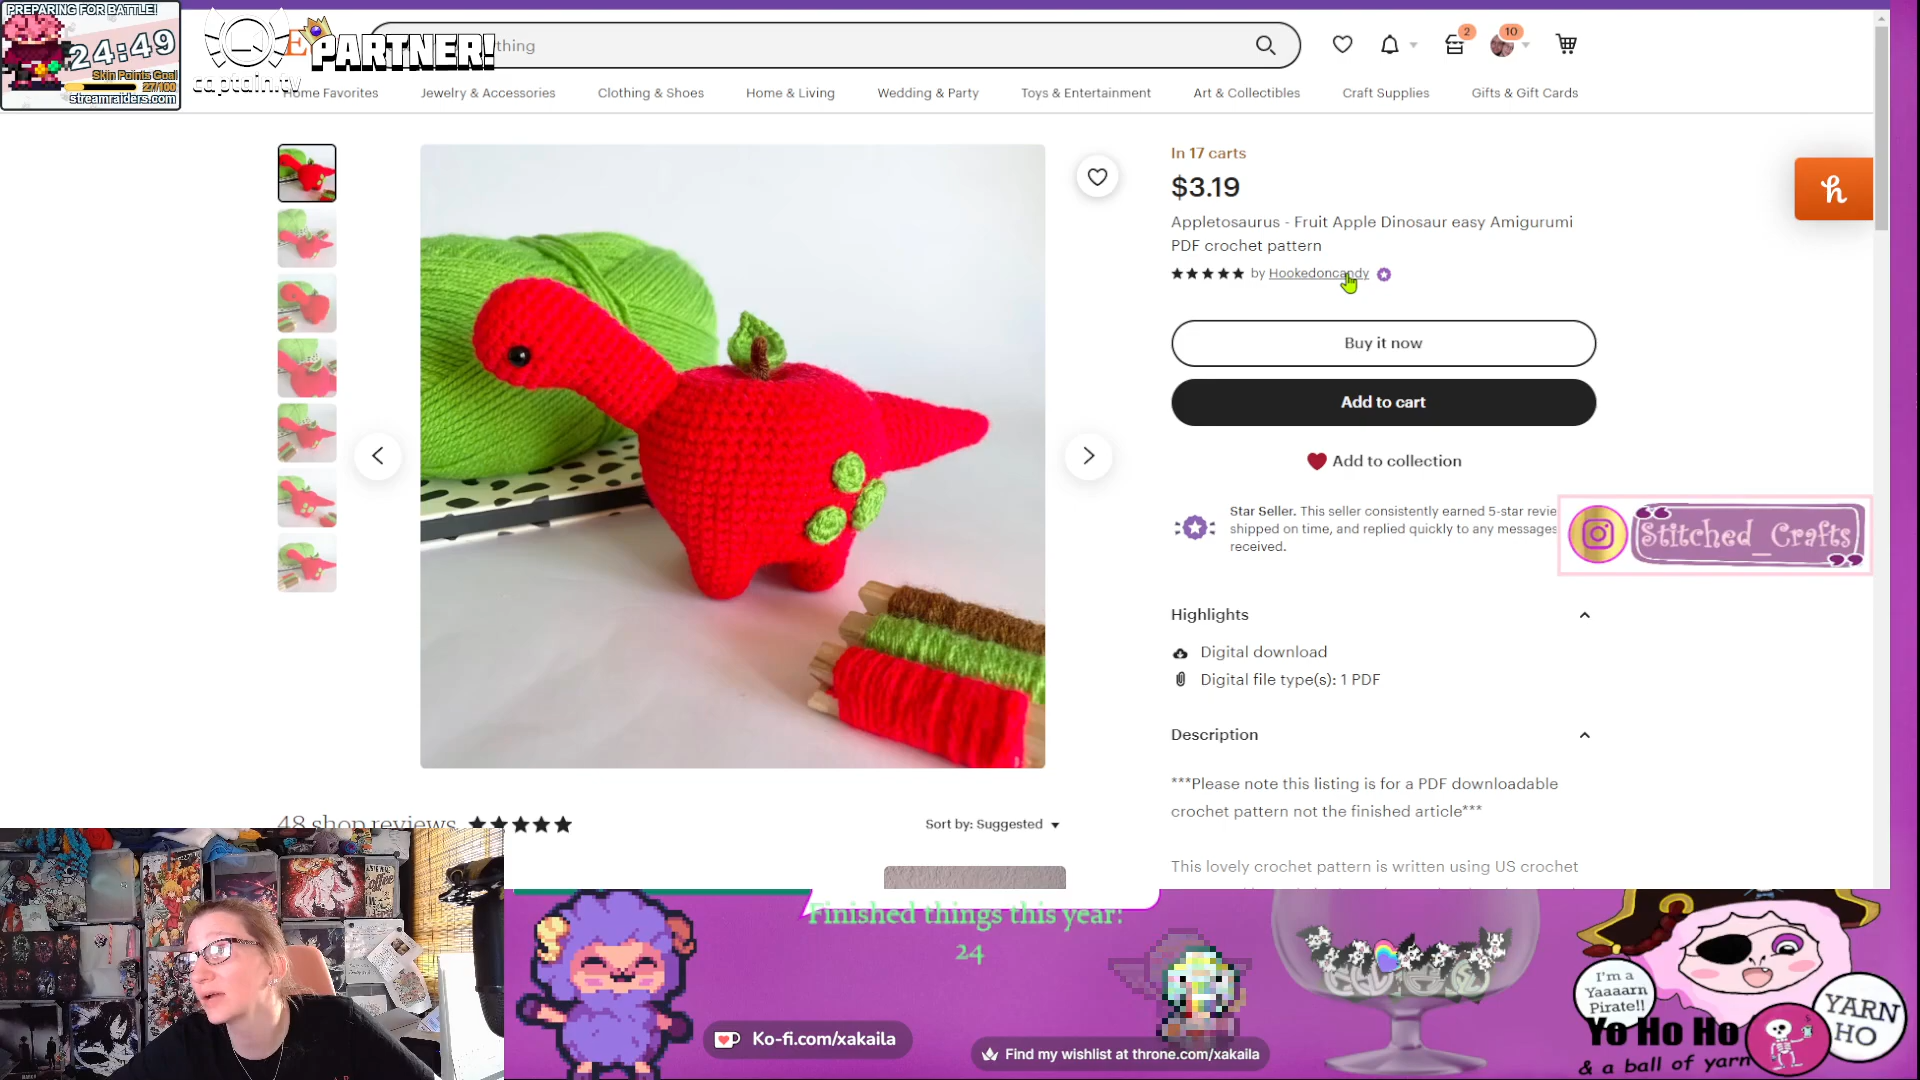 PREPARING FOR BATTLE!
24:49
Skin Points Goal
27/100
streamraiders.com
captain.tv
PARTNER!
thing
2
10
Home Favorites
Jewelry & Accessories
Clothing & Shoes
Home & Living
Wedding & Party
Toys & Entertainment
Art & Collectibles
Craft Supplies
Gifts & Gift Cards
In 17 carts
$3.19
Appletosaurus - Fruit Apple Dinosaur easy Amigurumi
PDF crochet pattern
by Hookedoncandy
Buy it now
Add to cart
Add to collection
Star Seller. This seller consistently earned 5-star revie
shipped on time, and replied quickly to any messages
received.
Stitched_Crafts
Highlights
Digital download
Digital file type(s): 1 PDF
Description
***Please note this listing is for a PDF downloadable
crochet pattern not the finished article***
This lovely crochet pattern is written using US crochet
48 shop reviews
Sort by: Suggested
Finished things this year:
24
Ko-fi.com/xakaila
Find my wishlist at throne.com/xakaila
I'm a
Yaaaarn
Pirate!!
Yo Ho Ho
& a ball of yarn
YARN
HO